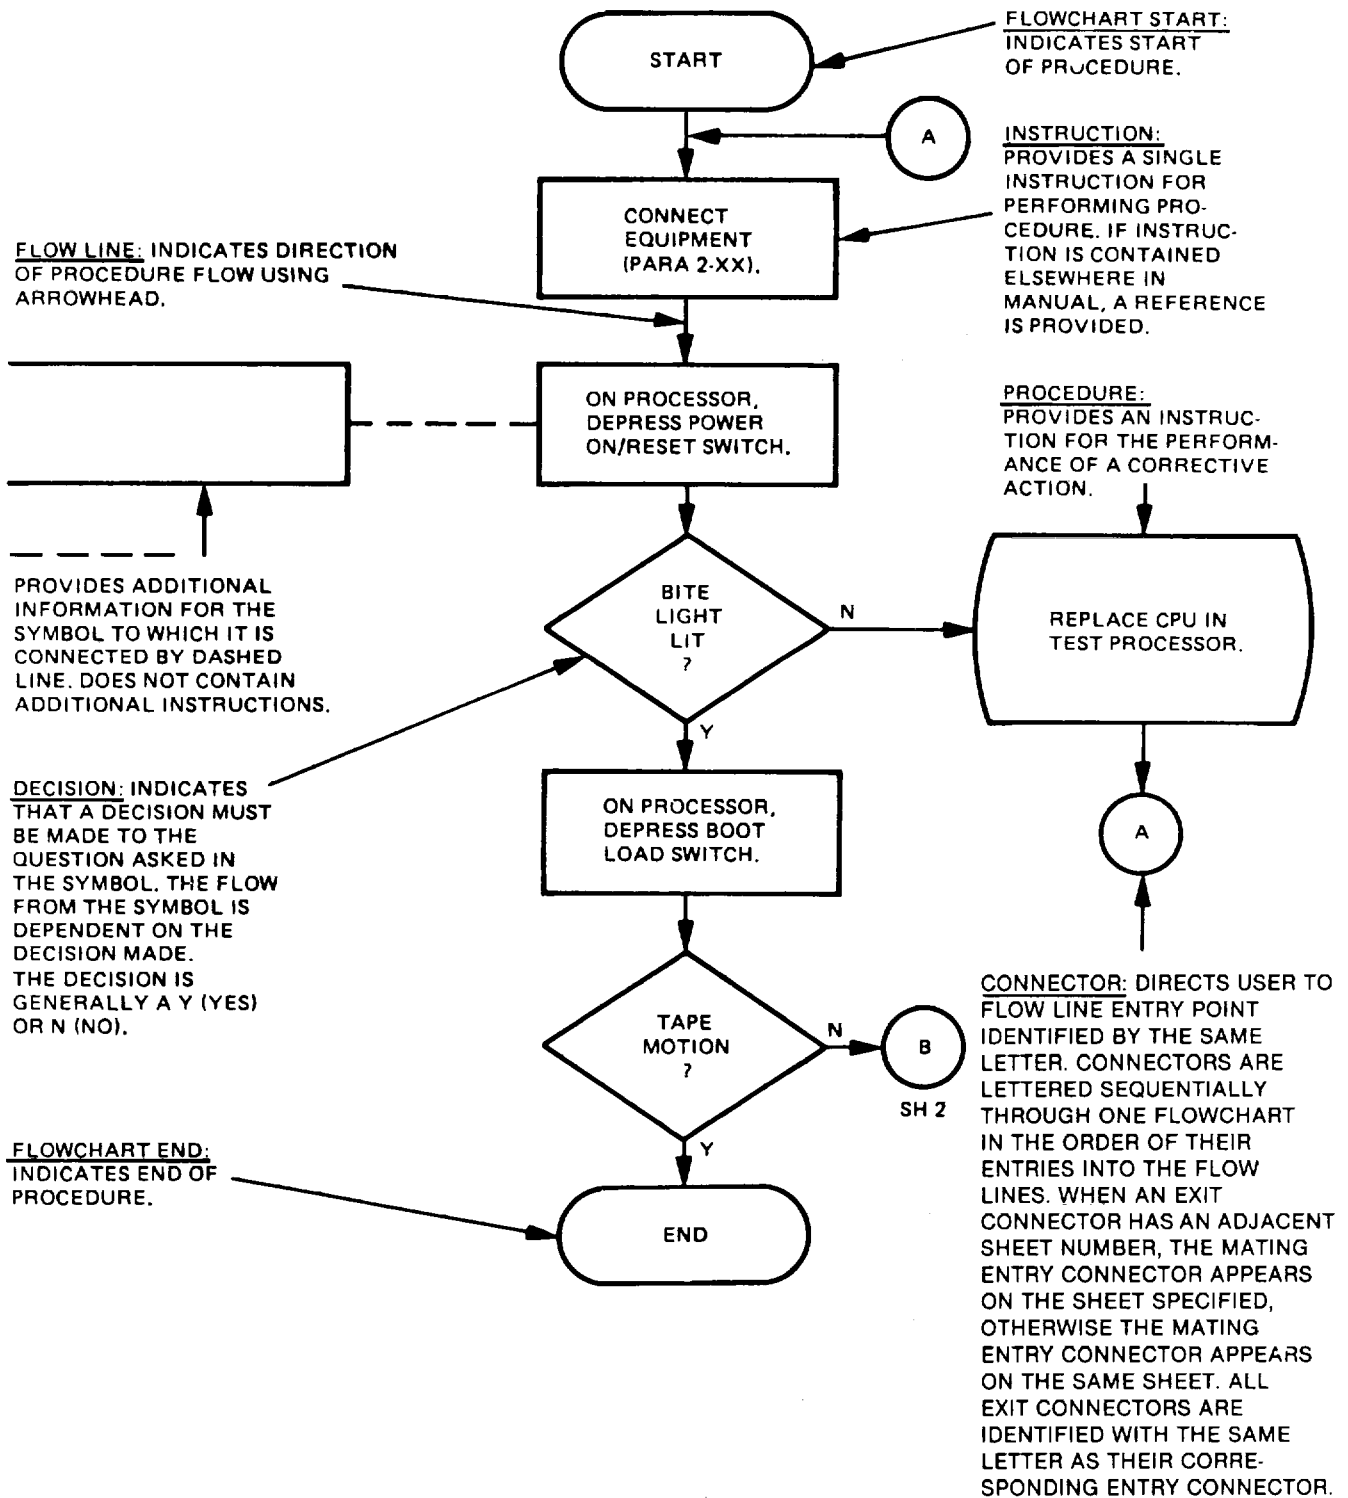 START
FLOWCHART START:
INDICATES START
OF PROCEDURE.
A
INSTRUCTION:
PROVIDES A SINGLE
INSTRUCTION FOR
PERFORMING PRO-
CEDURE. IF INSTRUC-
TION IS CONTAINED
ELSEWHERE IN
MANUAL, A REFERENCE
IS PROVIDED.
CONNECT
EQUIPMENT
(PARA 2-XX).
FLOW LINE: INDICATES DIRECTION
OF PROCEDURE FLOW USING
ARROWHEAD.
ON PROCESSOR,
DEPRESS POWER
ON/RESET SWITCH.
PROCEDURE:
PROVIDES AN INSTRUC-
TION FOR THE PERFORM-
ANCE OF A CORRECTIVE
ACTION.
PROVIDES ADDITIONAL
INFORMATION FOR THE
SYMBOL TO WHICH IT IS
CONNECTED BY DASHED
LINE. DOES NOT CONTAIN
ADDITIONAL INSTRUCTIONS.
BITE
LIGHT
LIT
?
N
REPLACE CPU IN
TEST PROCESSOR.
Y
DECISION: INDICATES
THAT A DECISION MUST
BE MADE TO THE
QUESTION ASKED IN
THE SYMBOL. THE FLOW
FROM THE SYMBOL IS
DEPENDENT ON THE
DECISION MADE.
THE DECISION IS
GENERALLY A Y (YES)
OR N (NO).
ON PROCESSOR,
DEPRESS BOOT
LOAD SWITCH.
A
TAPE
MOTION
?
N
B
SH 2
Y
CONNECTOR: DIRECTS USER TO
FLOW LINE ENTRY POINT
IDENTIFIED BY THE SAME
LETTER. CONNECTORS ARE
LETTERED SEQUENTIALLY
THROUGH ONE FLOWCHART
IN THE ORDER OF THEIR
ENTRIES INTO THE FLOW
LINES. WHEN AN EXIT
CONNECTOR HAS AN ADJACENT
SHEET NUMBER, THE MATING
ENTRY CONNECTOR APPEARS
ON THE SHEET SPECIFIED,
OTHERWISE THE MATING
ENTRY CONNECTOR APPEARS
ON THE SAME SHEET. ALL
EXIT CONNECTORS ARE
IDENTIFIED WITH THE SAME
LETTER AS THEIR CORRE-
SPONDING ENTRY CONNECTOR.
FLOWCHART END:
INDICATES END OF
PROCEDURE.
END